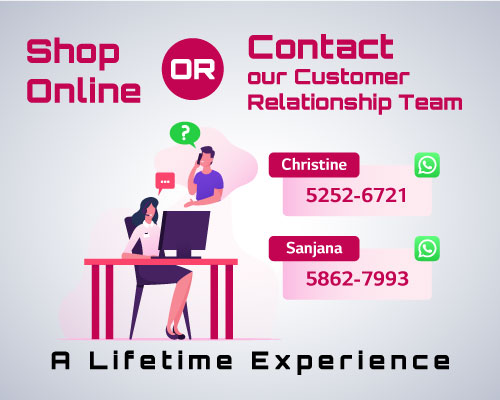 Shop
Online
OR
Contact
our Customer
Relationship Team
?
...
Christine
5252-6721
Sanjana
5862-7993
A Lifetime Experience